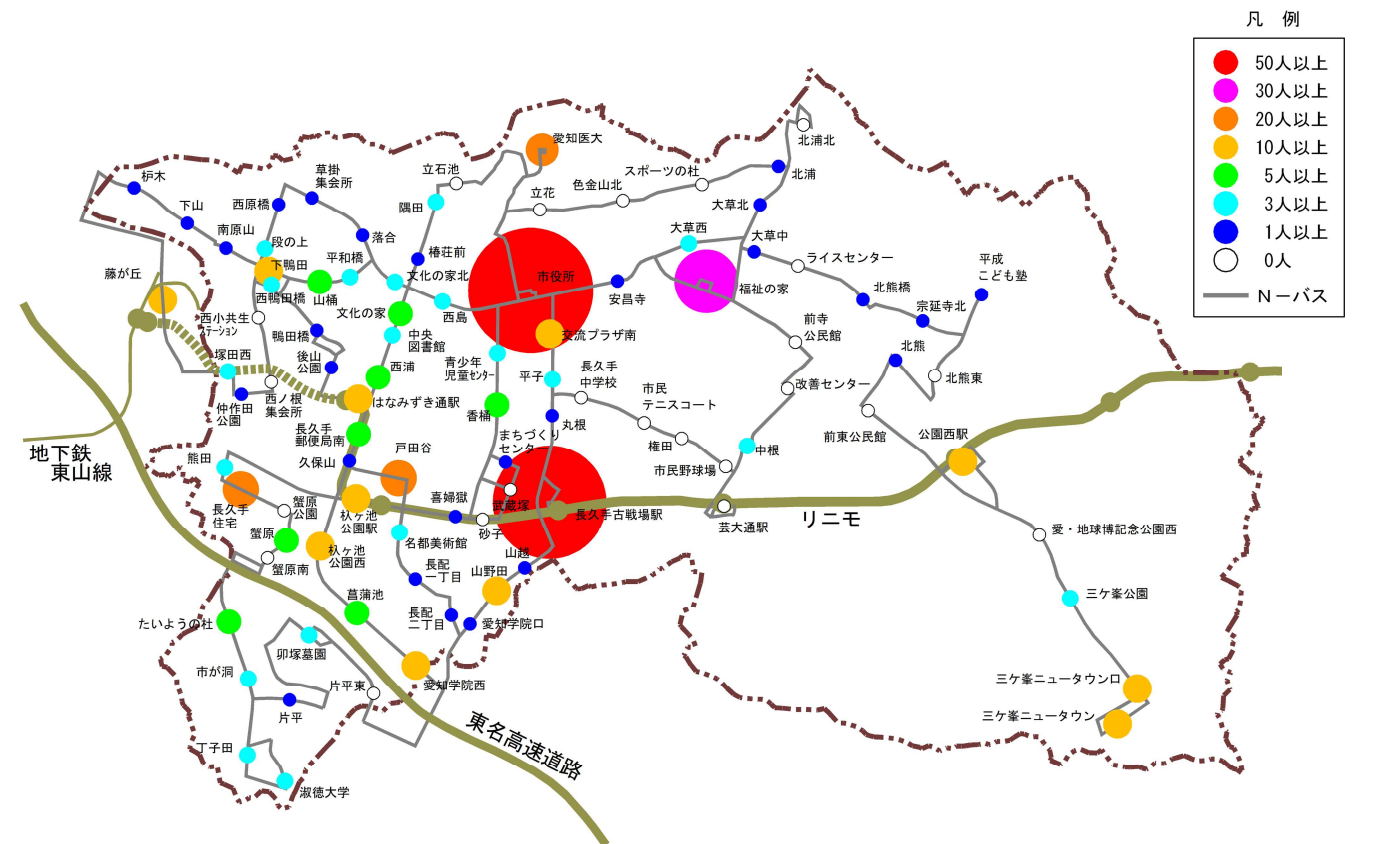 凡 例
50人以上
30人以上
20人以上
10人以上
5人以上
3人以上
1人以上
0人
N－バス
北浦北
愛知医大
スポーツの杜
北浦
色金山北
立花
立石池
草掛
集会所
枦木
下山
西原橋
隅田
大草北
南原山
段の上
落合
椿荘前
大草西
大草中
ライスセンター
平成
こども塾
藤が丘
下鴨田
平和橋
文化の家北
市役所
安昌寺
福祉の家
北熊橋
宗延寺北
西鴨田橋
山桶
西島
文化の家
西小共生
ステーション
鴨田橋
中央
図書館
交流プラザ南
前寺
公民館
北熊
塚田西
後山
公園
西浦
青少年
児童センター
平子
長久手
中学校
市民
テニスコート
改善センター
北熊東
仲作田
公園
西ノ根
集会所
はなみずき通駅
香桶
丸根
前東公民館
公園西駅
長久手
郵便局南
まちづくり
センター
権田
中根
地下鉄
東山線
熊田
久保山
戸田谷
市民野球場
長久手
住宅
蟹原
公園
杁ヶ池
公園駅
喜婦嶽
武蔵塚
長久手古戦場駅
芸大通駅
リニモ
蟹原
砂子
名都美術館
杁ヶ池
公園西
蟹原南
山越
山野田
長配
一丁目
愛・地球博記念公園西
三ケ峯公園
菖蒲池
たいようの杜
長配
二丁目
愛知学院口
卯塚墓園
市が洞
片平東
愛知学院西
片平
三ケ峯ニュータウン口
三ケ峯ニュータウン
丁子田
東名高速道路
淑徳大学